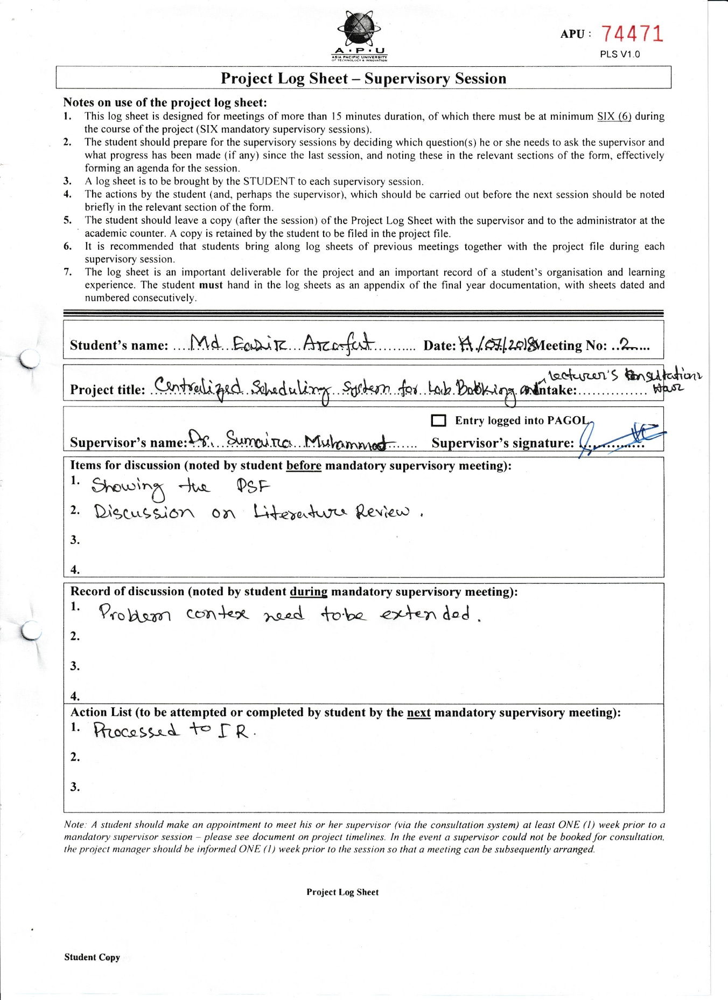 A • P • U
ASIA PACIFIC UNIVERSITY
OF TECHNOLOGY & INNOVATION
APU : 74471
PLS V1.0
Project Log Sheet – Supervisory Session
Notes on use of the project log sheet:
1. This log sheet is designed for meetings of more than 15 minutes duration, of which there must be at minimum SIX (6) during
the course of the project (SIX mandatory supervisory sessions).
2. The student should prepare for the supervisory sessions by deciding which question(s) he or she needs to ask the supervisor and
what progress has been made (if any) since the last session, and noting these in the relevant sections of the form, effectively
forming an agenda for the session.
3. A log sheet is to be brought by the STUDENT to each supervisory session.
4. The actions by the student (and, perhaps the supervisor), which should be carried out before the next session should be noted
briefly in the relevant section of the form.
5. The student should leave a copy (after the session) of the Project Log Sheet with the supervisor and to the administrator at the
academic counter. A copy is retained by the student to be filed in the project file.
6. It is recommended that students bring along log sheets of previous meetings together with the project file during each
supervisory session.
7. The log sheet is an important deliverable for the project and an important record of a student's organisation and learning
experience. The student must hand in the log sheets as an appendix of the final year documentation, with sheets dated and
numbered consecutively.
Student's name: Md Easir Arafat Date: /07/2018 Meeting No: 2
Project title: Centralized Scheduling System for Lab Booking and Intake:
lecturer's Consultation
Hour
Entry logged into PAGOL
Supervisor's name: Dr. Sumaira Muhammad Supervisor's signature:
Items for discussion (noted by student before mandatory supervisory meeting):
1. Showing the PSF
2. Discussion on Literature Review.
3.
4.
Record of discussion (noted by student during mandatory supervisory meeting):
1. Problem contex need to be extended.
2.
3.
4.
Action List (to be attempted or completed by student by the next mandatory supervisory meeting):
1. Processed to IR.
2.
3.
Note: A student should make an appointment to meet his or her supervisor (via the consultation system) at least ONE (1) week prior to a
mandatory supervisor session – please see document on project timelines. In the event a supervisor could not be booked for consultation,
the project manager should be informed ONE (1) week prior to the session so that a meeting can be subsequently arranged.
Project Log Sheet
Student Copy